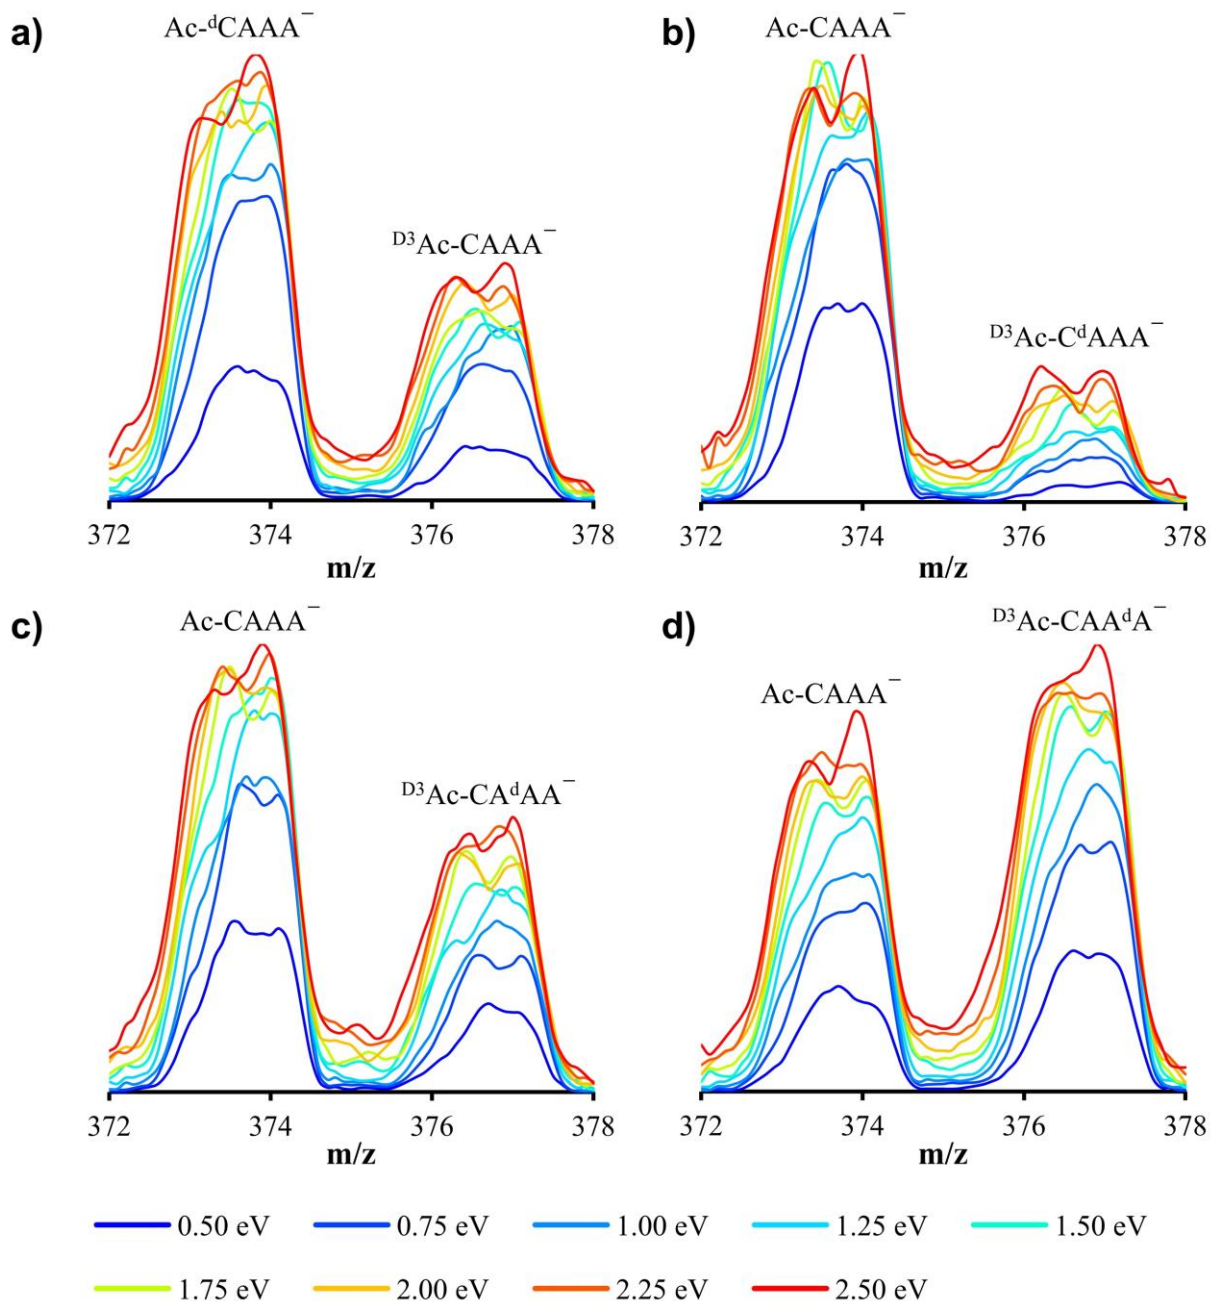 a) Ac-ᵈCAAA⁻
ᴰ³Ac-CAAA⁻
372 374 376 378
m/z
b) Ac-CAAA⁻
ᴰ³Ac-CᵈAAA⁻
372 374 376 378
m/z
c) Ac-CAAA⁻
ᴰ³Ac-CAᵈAA⁻
372 374 376 378
m/z
d) ᴰ³Ac-CAAᵈA⁻
Ac-CAAA⁻
372 374 376 378
m/z
0.50 eV 0.75 eV 1.00 eV 1.25 eV 1.50 eV
1.75 eV 2.00 eV 2.25 eV 2.50 eV